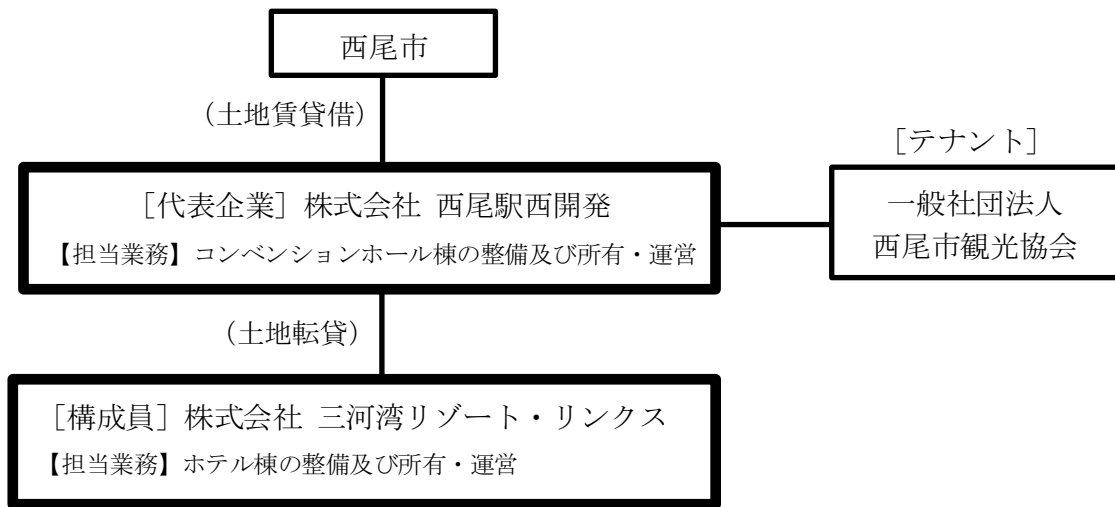 西尾市
(土地賃貸借)
[テナント]
[代表企業]株式会社 西尾駅西開発
【担当業務】コンベンションホール棟の整備及び所有・運営
一般社団法人
西尾市観光協会
(土地転貸)
[構成員]株式会社 三河湾リゾート・リンクス
【担当業務】ホテル棟の整備及び所有・運営